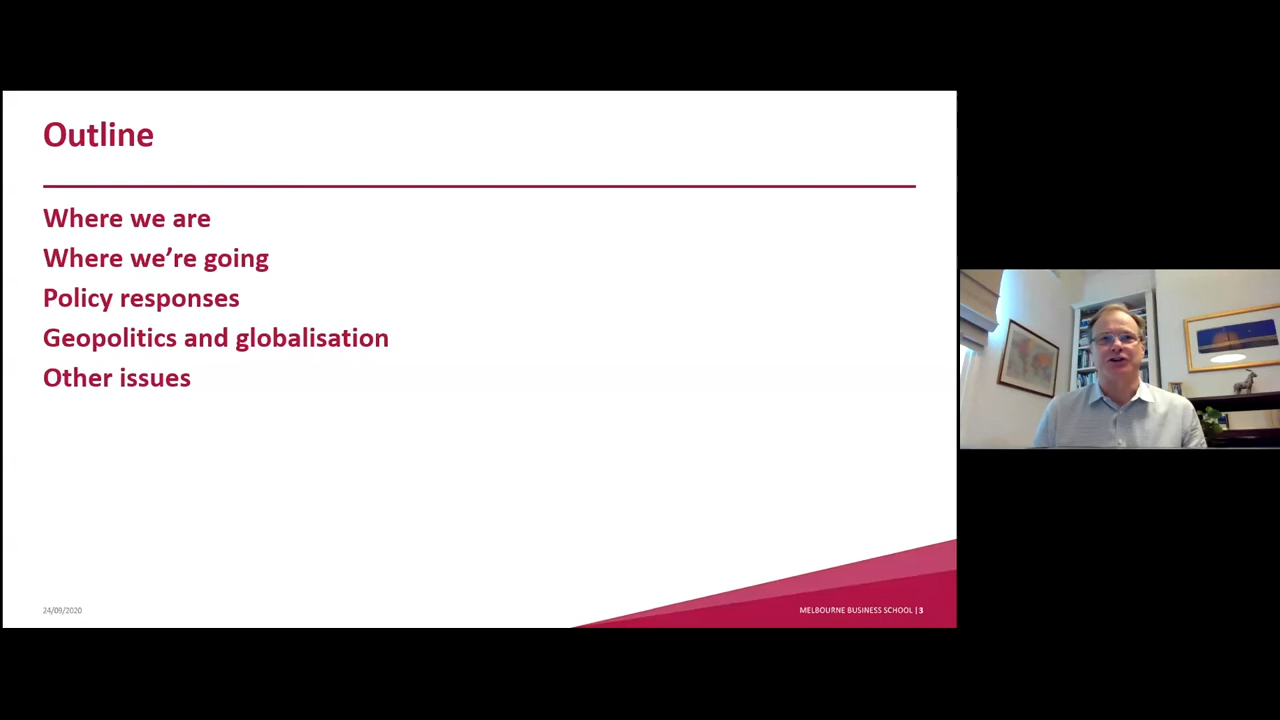 Outline
Where we are
Where we’re going
Policy responses
Geopolitics and globalisation
Other issues
24/09/2020
MELBOURNE BUSINESS SCHOOL | 3